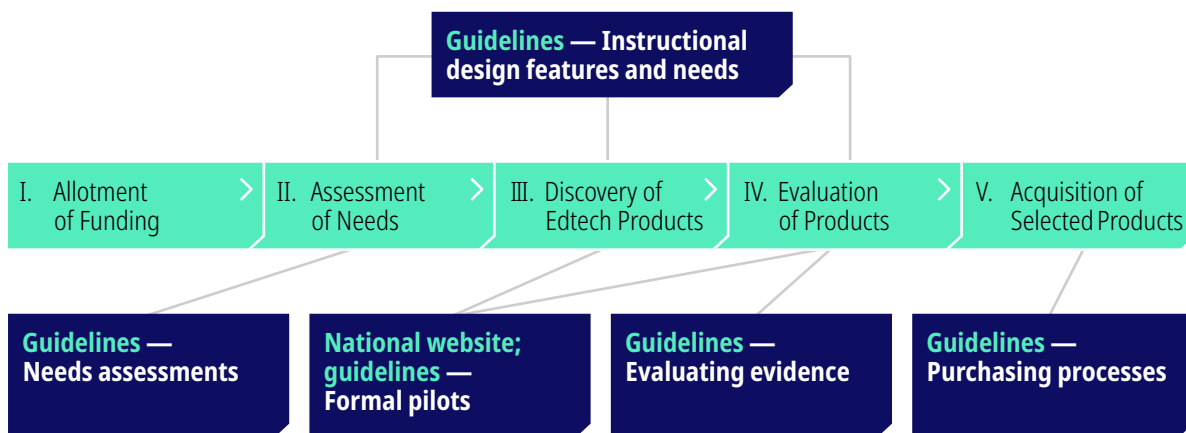 Guidelines — Instructional
design features and needs
I. Allotment
of Funding
II. Assessment
of Needs
III. Discovery of
Edtech Products
IV. Evaluation
of Products
V. Acquisition of
Selected Products
Guidelines —
Needs assessments
National website;
guidelines —
Formal pilots
Guidelines —
Evaluating evidence
Guidelines —
Purchasing processes